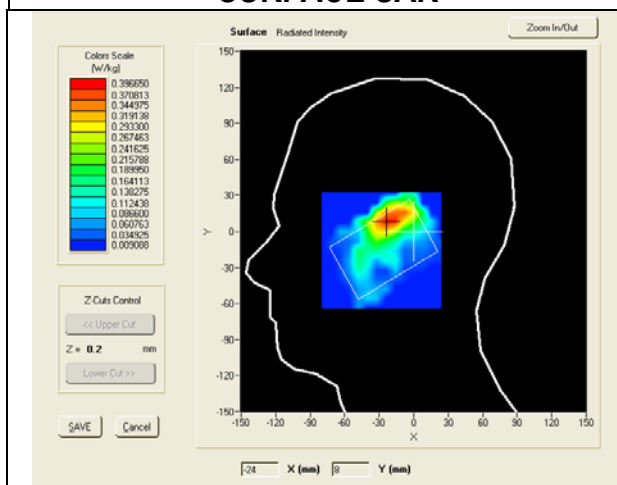 Surface Radiated Intensity
Zoom In/Out
Colors Scale
(W/kg)
0.396650
0.370813
0.344975
0.319138
0.293300
0.267463
0.241625
0.215788
0.189950
0.164113
0.138275
0.112438
0.086600
0.060763
0.034925
0.009088
Z-Cuts Control
<< Upper Cut
Z = 0.2 mm
Lower Cut >>
SAVE Cancel
150
120
90
60
30
0
-30
-60
-90
-120
-150
Y
-150 -120 -90 -60 -30 0 30 60 90 120 150
X
-24 X (mm) 8 Y (mm)